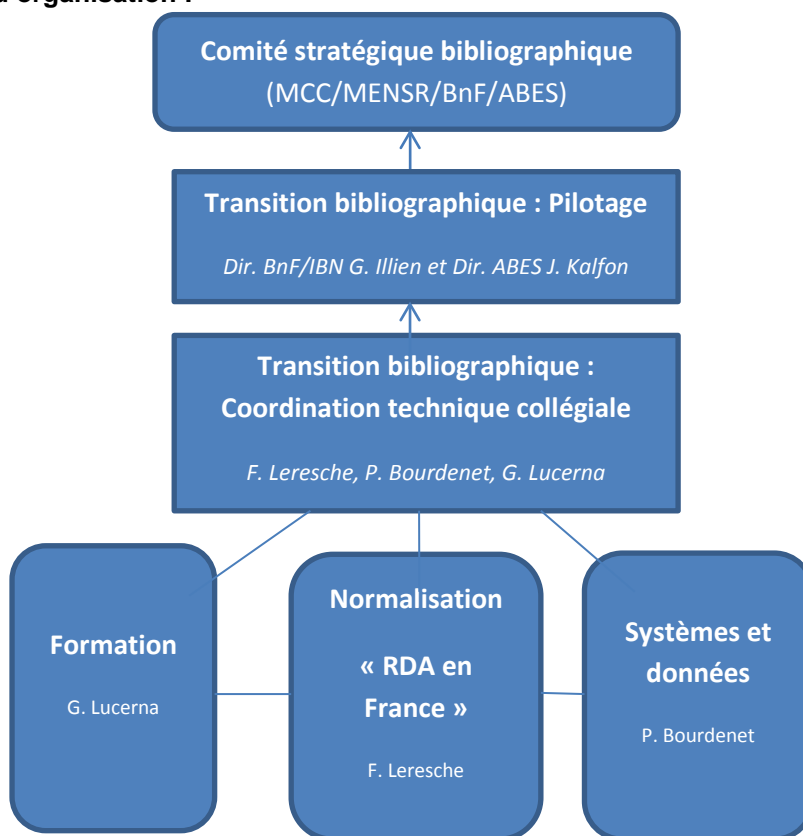 d'organisation :
Comité stratégique bibliographique
(MCC/MENSR/BnF/ABES)
Transition bibliographique : Pilotage
Dir. BnF/IBN G. Illien et Dir. ABES J. Kalfon
Transition bibliographique :
Coordination technique collégiale
F. Leresche, P. Bourdenet, G. Lucerna
Formation
G. Lucerna
Normalisation
« RDA en
France »
F. Leresche
Systèmes et
données
P. Bourdenet